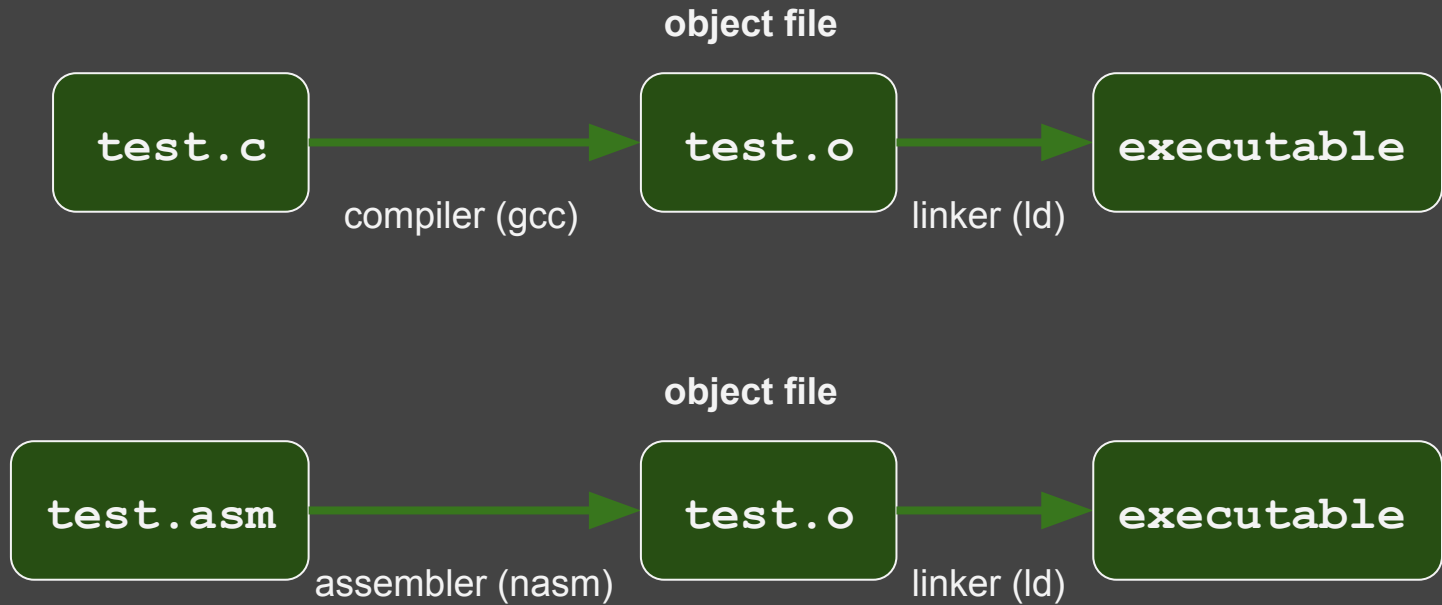 object file
test.c
test.o
executable
compiler (gcc)
linker (ld)
object file
test.asm
test.o
executable
assembler (nasm)
linker (ld)